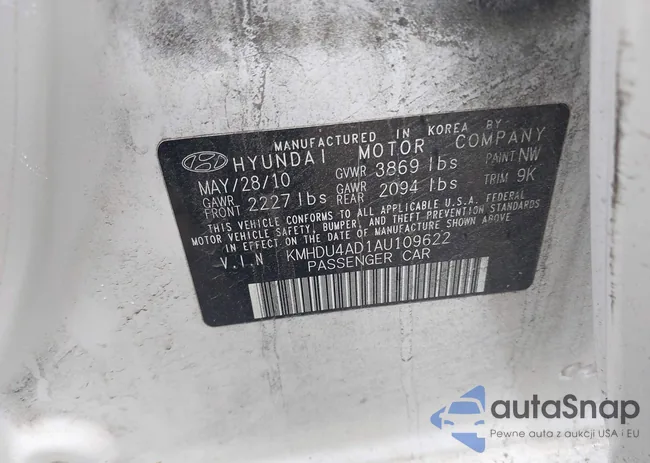 MANUFACTURED IN KOREA BY
HYUNDAI MOTOR COMPANY
MAY/28/10 GVWR 3869 lbs PAINT NW
GAWR FRONT 2227 lbs GAWR REAR 2094 lbs TRIM 9K
THIS VEHICLE CONFORMS TO ALL APPLICABLE U.S.A. FEDERAL
MOTOR VEHICLE SAFETY, BUMPER, AND THEFT PREVENTION STANDARDS
IN EFFECT ON THE DATE OF MANUFACTURE SHOWN ABOVE.
V.I.N KMHDU4AD1AU109622
PASSENGER CAR
autaSnap
Pewne auta z aukcji USA i EU